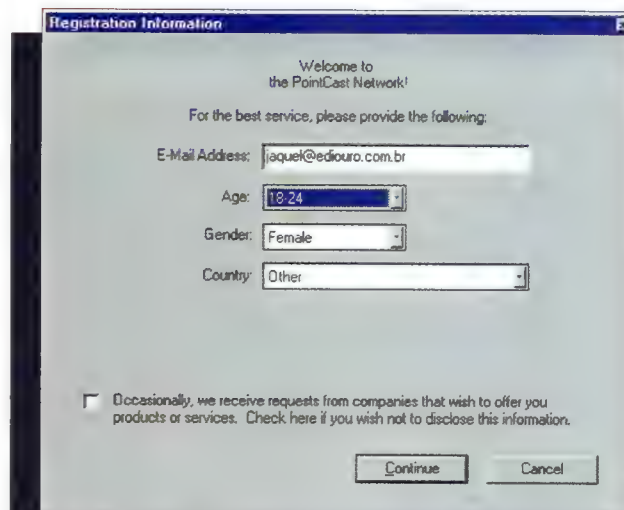 Registration Information
Welcome to
the PointCast Network!
For the best service, please provide the following:
E-Mail Address: jaquel@ediouro.com.br
Age: 18-24
Gender: Female
Country: Other
Occasionally, we receive requests from companies that wish to offer you
products or services. Check here if you wish not to disclose this information.
Continue Cancel